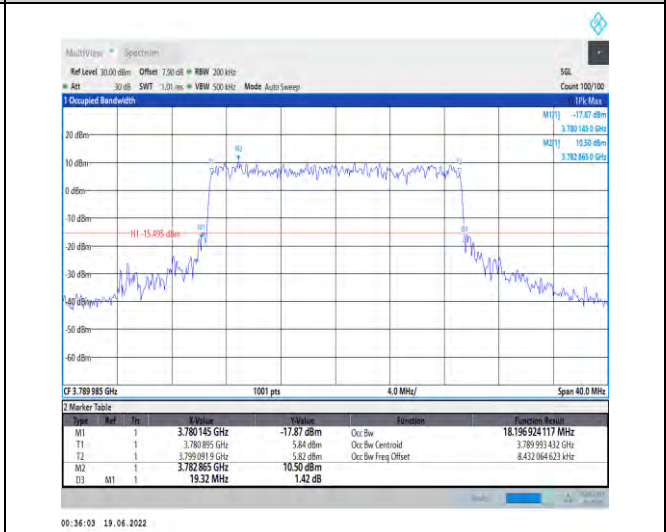 MultiView Spectrum
Ref Level 30.00 dBm Offset 7.90 dB RBW 200 kHz SGL
Att 30 dB SWT 1.01 ms VBW 500 kHz Mode Auto Sweep Count 100/100
1 Occupied Bandwidth 1Pk Max
M1[1] -17.87 dBm
3.780 145 0 GHz
M2[1] 10.50 dBm
3.782 865 0 GHz
20 dBm
M2
T1 T2
10 dBm
0 dBm
-10 dBm
H1 -15.495 dBm M1 D3
-20 dBm
-30 dBm
-40 dBm
-50 dBm
-60 dBm
CF 3.789 985 GHz 1001 pts 4.0 MHz/ Span 40.0 MHz
2 Marker Table
Type Ref Trc X-Value Y-Value Function Function Result
M1 1 3.780 145 GHz -17.87 dBm Occ Bw 18.196 924 117 MHz
T1 1 3.780 895 GHz 5.84 dBm Occ Bw Centroid 3.789 993 432 GHz
T2 1 3.799 091 9 GHz 5.82 dBm Occ Bw Freq Offset 8.432 064 623 kHz
M2 1 3.782 865 GHz 10.50 dBm
D3 M1 1 19.32 MHz 1.42 dB
00:36:03 19.06.2022